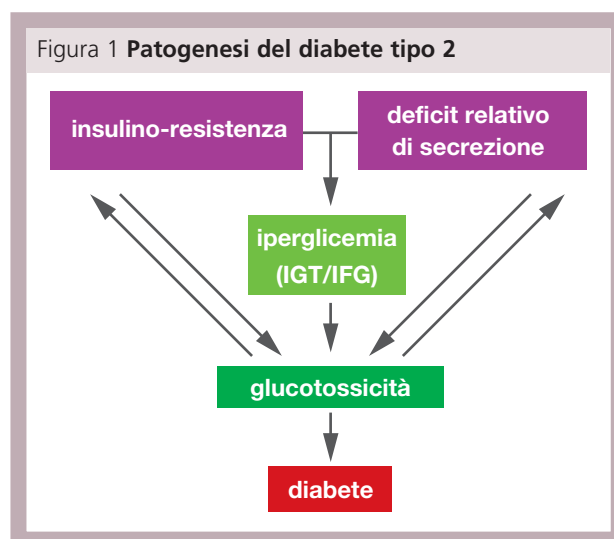 Figura 1 Patogenesi del diabete tipo 2
insulino-resistenza
deficit relativo
di secrezione
iperglicemia
(IGT/IFG)
glucotossicità
diabete